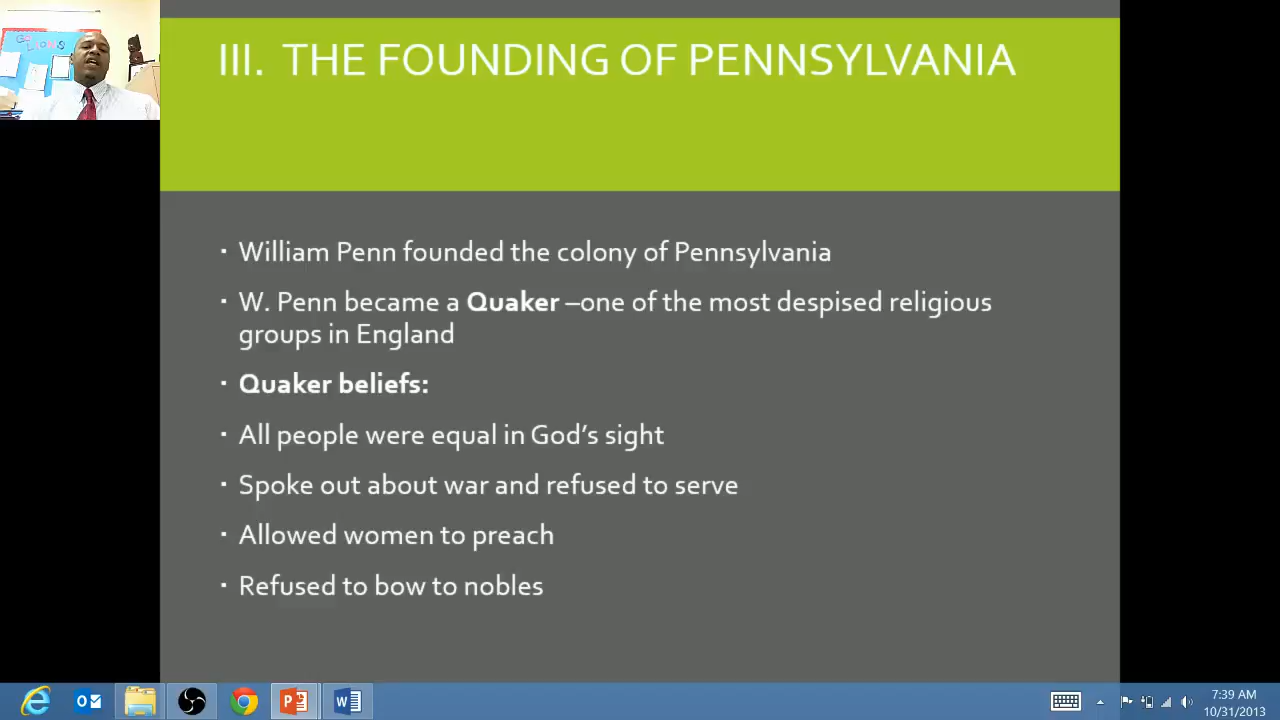 GO
LIONS
III. THE FOUNDING OF PENNSYLVANIA
▪ William Penn founded the colony of Pennsylvania
▪ W. Penn became a Quaker –one of the most despised religious
groups in England
▪ Quaker beliefs:
▪ All people were equal in God’s sight
▪ Spoke out about war and refused to serve
▪ Allowed women to preach
▪ Refused to bow to nobles
7:39 AM
10/31/2013